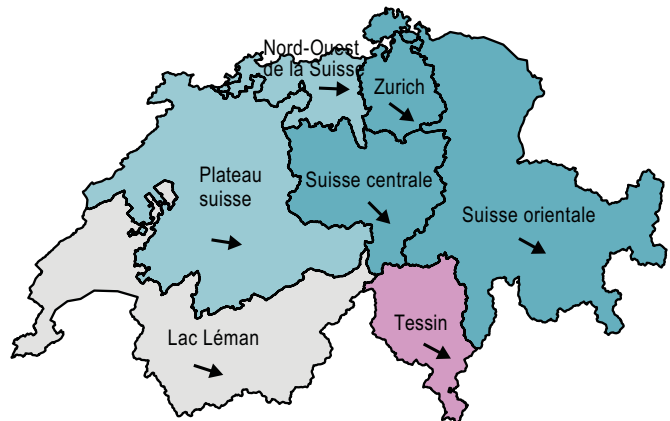 Nord-Ouest
de la Suisse
Zurich
Plateau
suisse
Suisse centrale
Suisse orientale
Lac Léman
Tessin